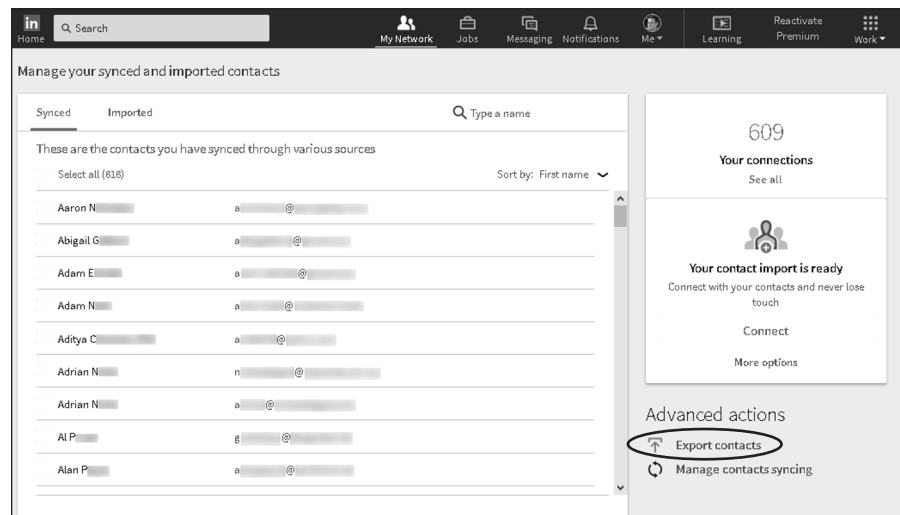 in
Home
Search
My Network
Jobs
Messaging
Notifications
Me
Learning
Reactivate
Premium
Work
Manage your synced and imported contacts
Synced Imported Type a name
These are the contacts you have synced through various sources
Select all (616) Sort by: First name
Aaron N a @
Abigail G a @
Adam E a @
Adam N a @
Aditya C a @
Adrian N n @
Adrian N a @
Al P g @
Alan P a @
609
Your connections
See all
Your contact import is ready
Connect with your contacts and never lose
touch
Connect
More options
Advanced actions
Export contacts
Manage contacts syncing